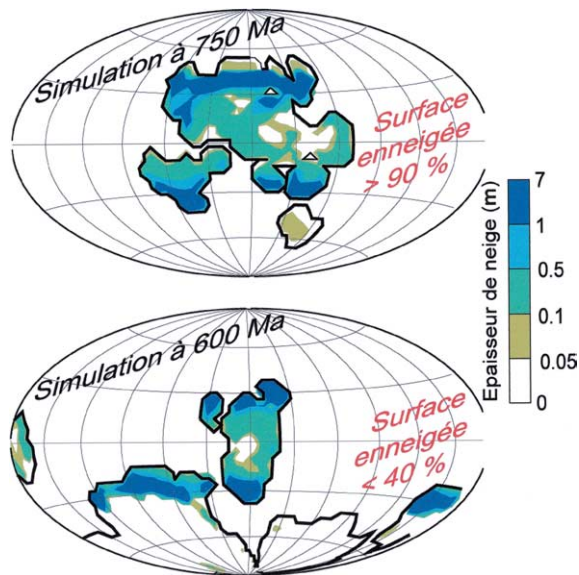 Simulation à 750 Ma
Surface
enneigée
> 90 %
Epaisseur de neige (m)
7
1
0.5
0.1
0.05
0
Simulation à 600 Ma
Surface
enneigée
< 40 %